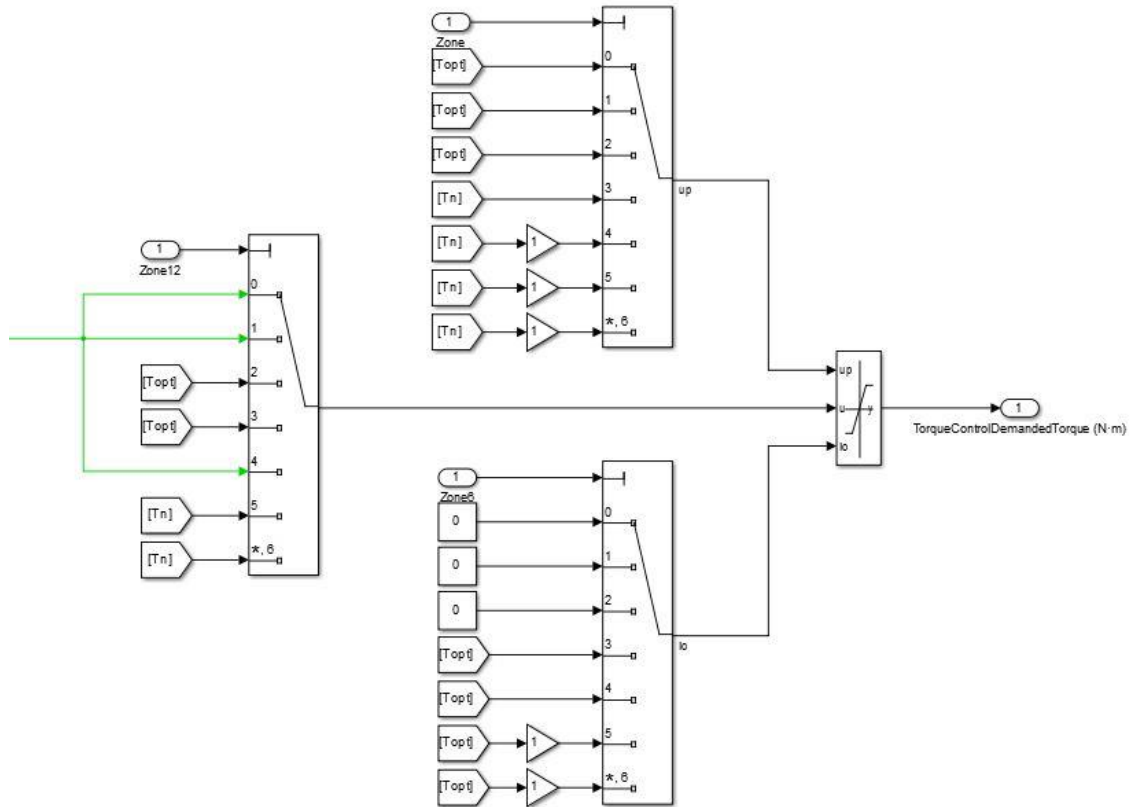 1
Zone
0
[Topt]
1
[Topt]
2
[Topt]
3
[Tn]
up
4
[Tn]
1
5
[Tn]
1
*, 6
[Tn]
1
1
Zone12
0
1
2
[Topt]
3
[Topt]
4
5
[Tn]
*, 6
[Tn]
up
u
y
lo
1
TorqueControlDemandedTorque (N·m)
1
Zone6
0
0
1
0
2
0
3
[Topt]
lo
4
[Topt]
5
[Topt]
1
*, 6
[Topt]
1